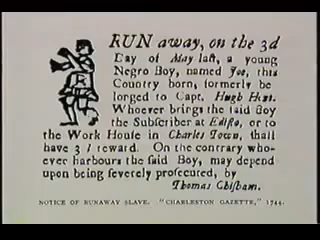 RUN away, on the 3d
Day of May last, a young
Negro Boy, named Joe, this
Country born, formerly be
longed to Capt. Hugh Hext.
Whoever brings the said Boy
the Subscriber at Edisto, or to
the Work House in Charles Town, shall
have 3 l reward. On the contrary who-
ever harbours the said Boy, may depend
upon being severely prosecuted, by
Thomas Chisham.
NOTICE OF RUNAWAY SLAVE. "CHARLESTON GAZETTE," 1744.